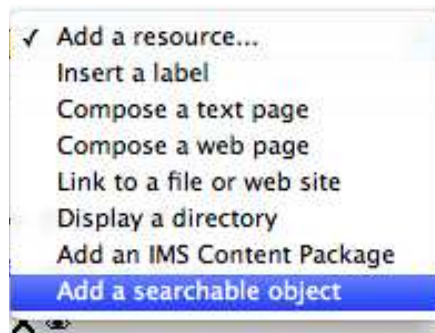 ✓ Add a resource...
Insert a label
Compose a text page
Compose a web page
Link to a file or web site
Display a directory
Add an IMS Content Package
Add a searchable object